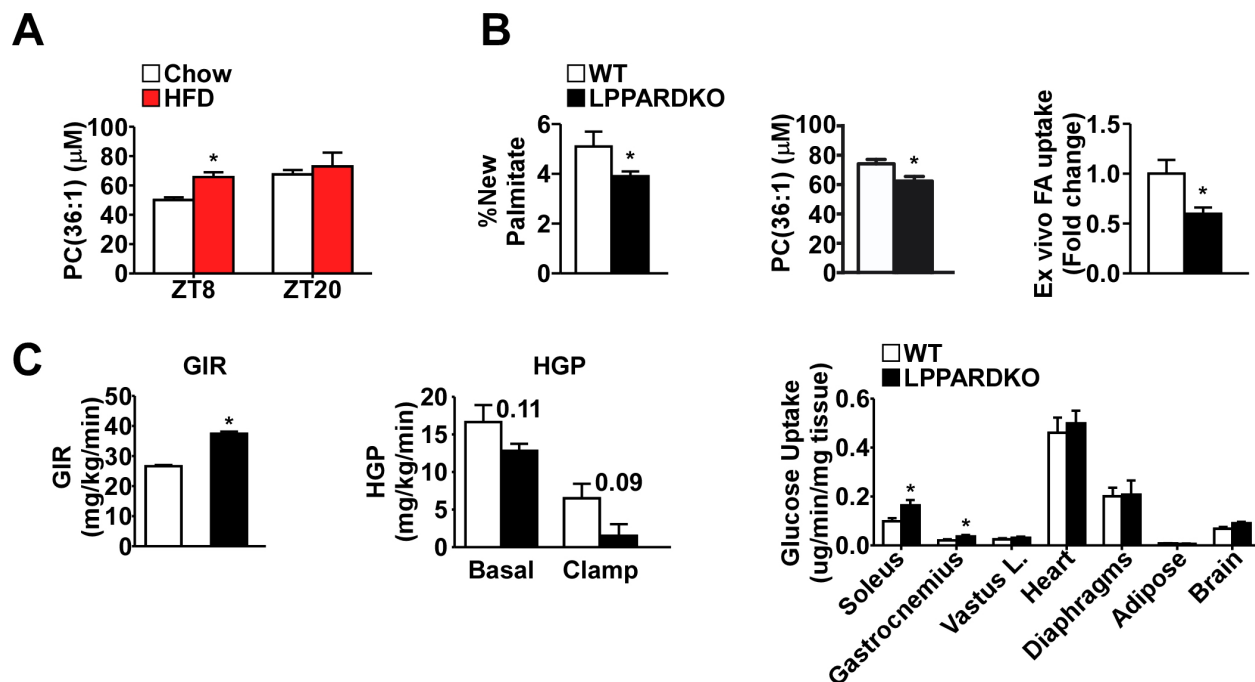 A
Chow
HFD
PC(36:1) (μM)
100
80
60
40
20
0
*
ZT8
ZT20
B
WT
LPPARDKO
%New
Palmitate
6
4
2
0
*
PC(36:1) (μM)
100
80
60
40
20
0
*
Ex vivo FA uptake
(Fold change)
1.5
1.0
0.5
0.0
*
C
GIR
GIR
(mg/kg/min)
50
40
30
20
10
0
*
HGP
HGP
(mg/kg/min)
20
15
10
5
0
0.11
0.09
Basal
Clamp
WT
LPPARDKO
Glucose Uptake
(ug/min/mg tissue)
0.6
0.4
0.2
0.0
*
*
Soleus
Gastrocnemius
Vastus L.
Heart
Diaphragms
Adipose
Brain